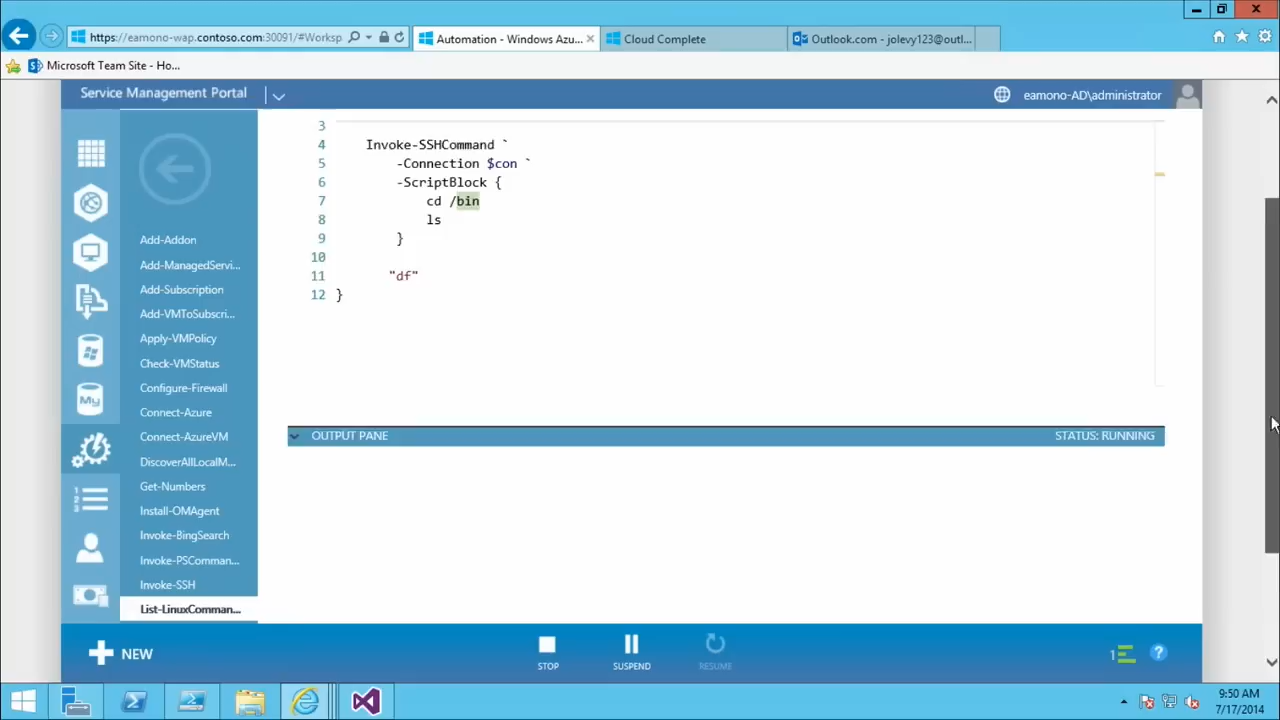 https://eamono-wap.contoso.com:30091/#Worksp
Automation - Windows Azu...
Cloud Complete
Outlook.com - jolevy123@outl...
Microsoft Team Site - Ho...
Service Management Portal
eamono-AD\administrator
3
4 Invoke-SSHCommand `
5 -Connection $con `
6 -ScriptBlock {
7 cd /bin
8 ls
9 }
10
11 "df"
12 }
Add-Addon
Add-ManagedServi...
Add-Subscription
Add-VMToSubscri...
Apply-VMPolicy
Check-VMStatus
Configure-Firewall
Connect-Azure
Connect-AzureVM
DiscoverAllLocalM...
Get-Numbers
Install-OMAgent
Invoke-BingSearch
Invoke-PSComman...
Invoke-SSH
List-LinuxComman...
My
1
2
3
OUTPUT PANE
STATUS: RUNNING
NEW
STOP
SUSPEND
RESUME
1
?
9:50 AM
7/17/2014